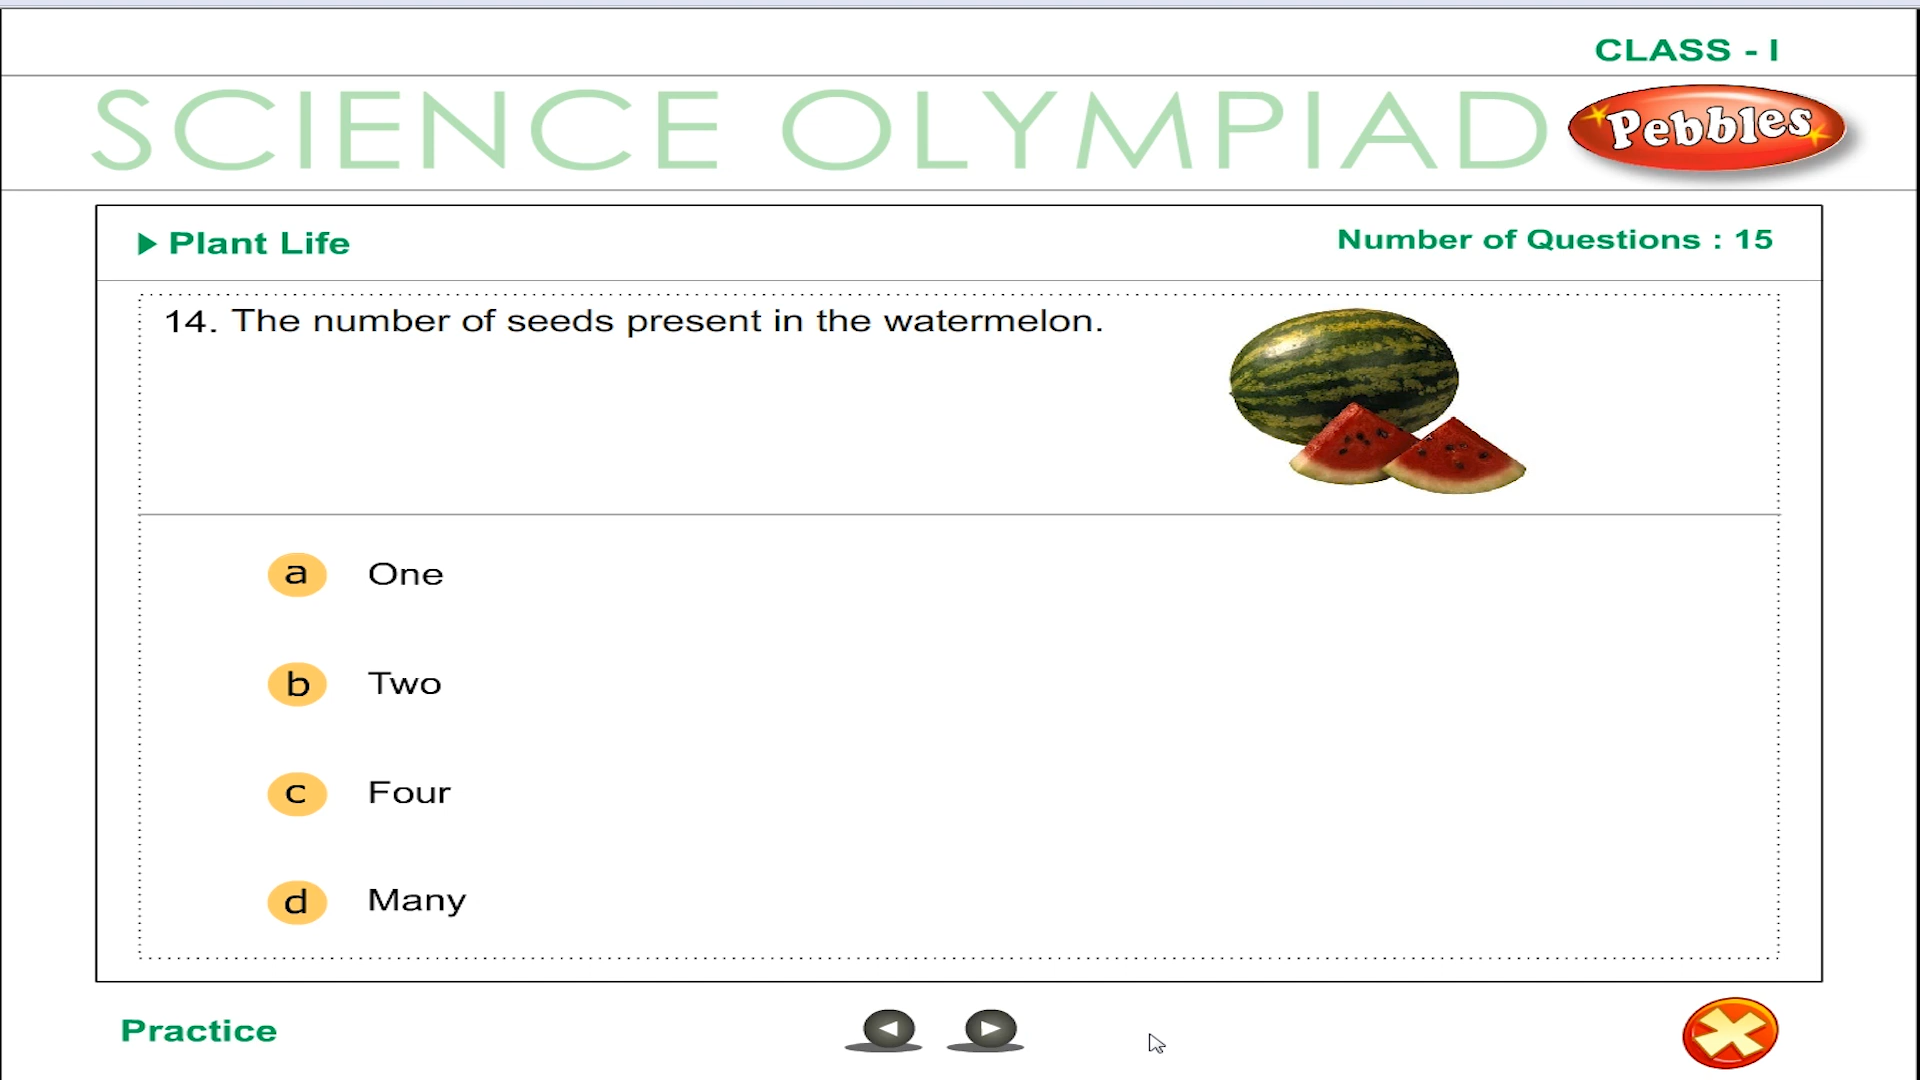 CLASS - I
SCIENCE OLYMPIAD
Pebbles
Plant Life
Number of Questions : 15
14. The number of seeds present in the watermelon.
a One
b Two
c Four
d Many
Practice